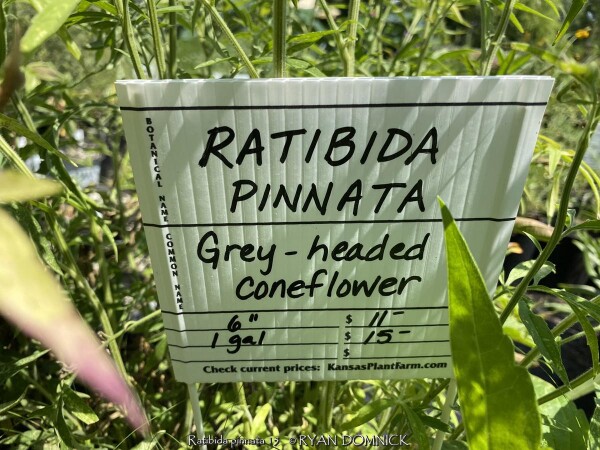 BOTANICAL NAME COMMON NAME
RATIBIDA
PINNATA
Grey-headed
coneflower
6" $ 11-
1 gal $ 15-
$
Check current prices: KansasPlantFarm.com
Ratibida pinnata 12 ©RYAN DOMNICK